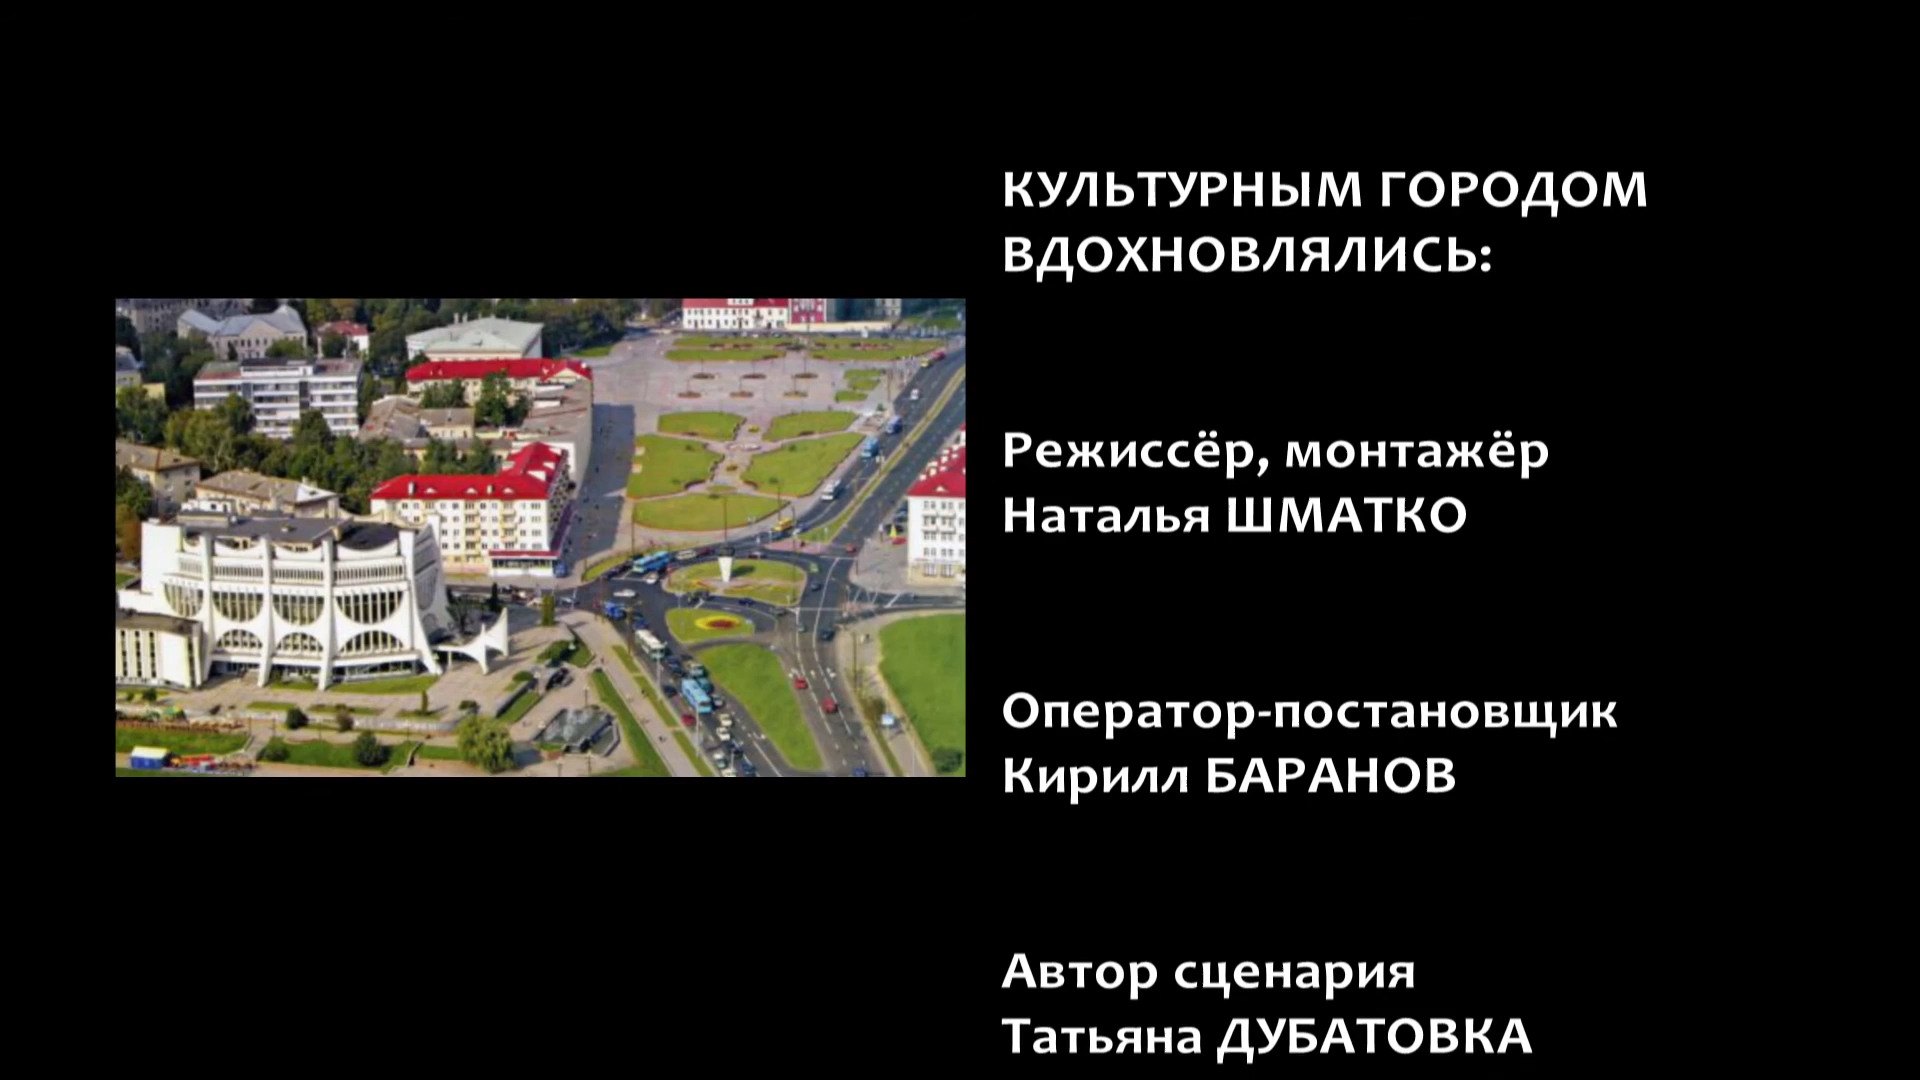 КУЛЬТУРНЫМ ГОРОДОМ
ВДОХНОВЛЯЛИСЬ:
Режиссёр, монтажёр
Наталья ШМАТКО
Оператор-постановщик
Кирилл БАРАНОВ
Автор сценария
Татьяна ДУБАТОВКА